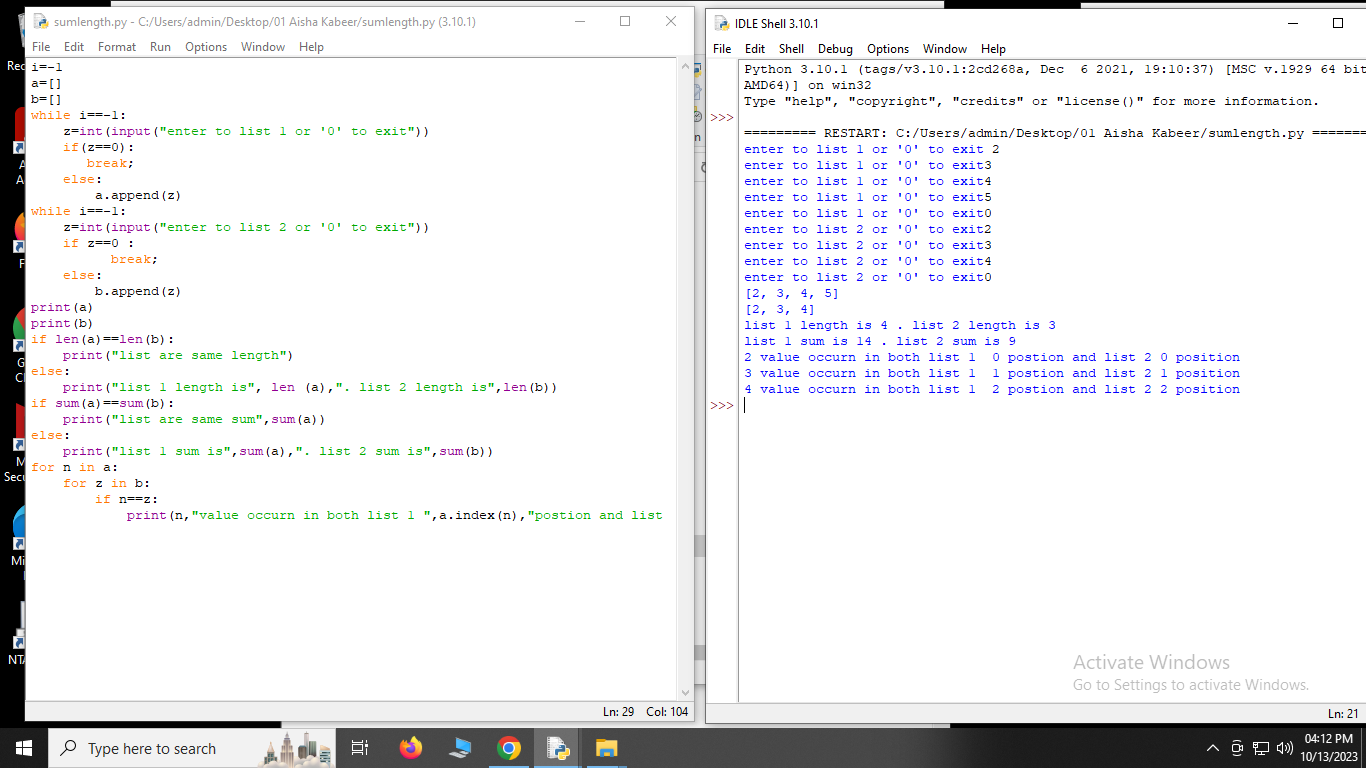 sumlength.py - C:/Users/admin/Desktop/01 Aisha Kabeer/sumlength.py (3.10.1)
File Edit Format Run Options Window Help
i=-1
a=[]
b=[]
while i==-1:
    z=int(input("enter to list 1 or '0' to exit"))
    if(z==0):
       break;
    else:
        a.append(z)
while i==-1:
    z=int(input("enter to list 2 or '0' to exit"))
    if z==0 :
          break;
    else:
        b.append(z)
print(a)
print(b)
if len(a)==len(b):
    print("list are same length")
else:
    print("list 1 length is", len (a),". list 2 length is",len(b))
if sum(a)==sum(b):
    print("list are same sum",sum(a))
else:
    print("list 1 sum is",sum(a),". list 2 sum is",sum(b))
for n in a:
    for z in b:
        if n==z:
            print(n,"value occurn in both list 1 ",a.index(n),"postion and list
Ln: 29 Col: 104
IDLE Shell 3.10.1
File Edit Shell Debug Options Window Help
Python 3.10.1 (tags/v3.10.1:2cd268a, Dec  6 2021, 19:10:37) [MSC v.1929 64 bit
AMD64)] on win32
Type "help", "copyright", "credits" or "license()" for more information.
>>>
========= RESTART: C:/Users/admin/Desktop/01 Aisha Kabeer/sumlength.py =======
enter to list 1 or '0' to exit 2
enter to list 1 or '0' to exit3
enter to list 1 or '0' to exit4
enter to list 1 or '0' to exit5
enter to list 1 or '0' to exit0
enter to list 2 or '0' to exit2
enter to list 2 or '0' to exit3
enter to list 2 or '0' to exit4
enter to list 2 or '0' to exit0
[2, 3, 4, 5]
[2, 3, 4]
list 1 length is 4 . list 2 length is 3
list 1 sum is 14 . list 2 sum is 9
2 value occurn in both list 1  0 postion and list 2 0 position
3 value occurn in both list 1  1 postion and list 2 1 position
4 value occurn in both list 1  2 postion and list 2 2 position
>>>
Activate Windows
Go to Settings to activate Windows.
Ln: 21
Type here to search
04:12 PM
10/13/2023